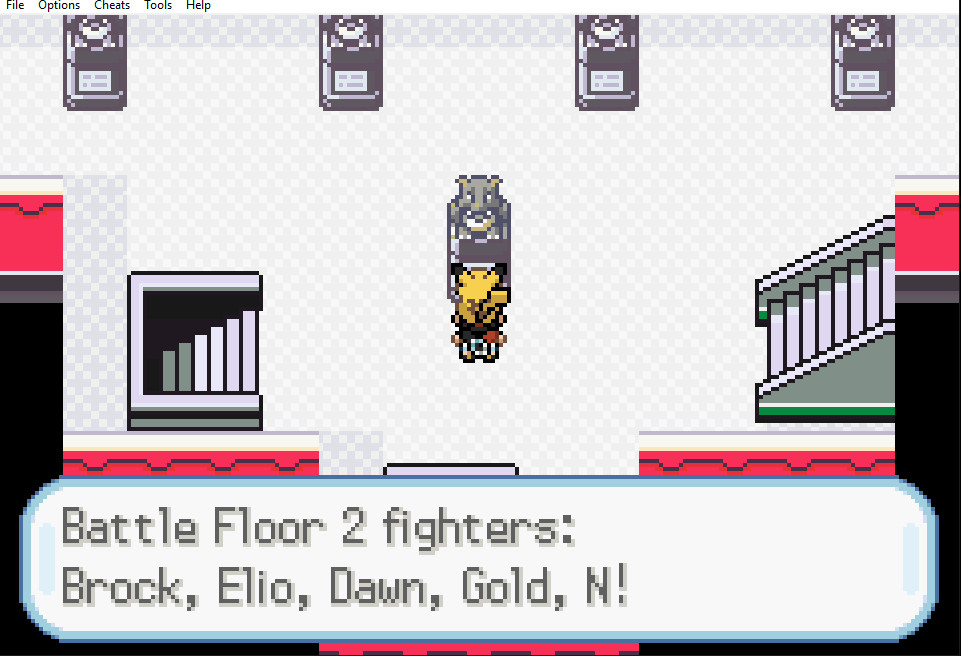 File Options Cheats Tools Help
Battle Floor 2 fighters:
Brock, Elio, Dawn, Gold, N!